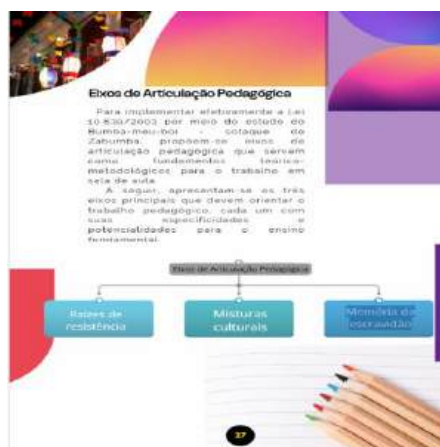 Eixos de Articulação Pedagógica
Para implementar efetivamente a Lei
10.639/2003 por meio do estudo do
Bumba-meu-boi - sotaque de
Zabumba, propõem-se eixos de
articulação pedagógica que servem
como fundamentos teórico-
metodológicos para o trabalho em
sala de aula.
A seguir, apresentam-se os três
eixos principais que devem orientar o
trabalho pedagógico, cada um com
suas especificidades e
potencialidades para o ensino
fundamental.
Eixos de Articulação Pedagógica
Raízes de
resistência
Misturas
culturais
Memória da
escravidão
37